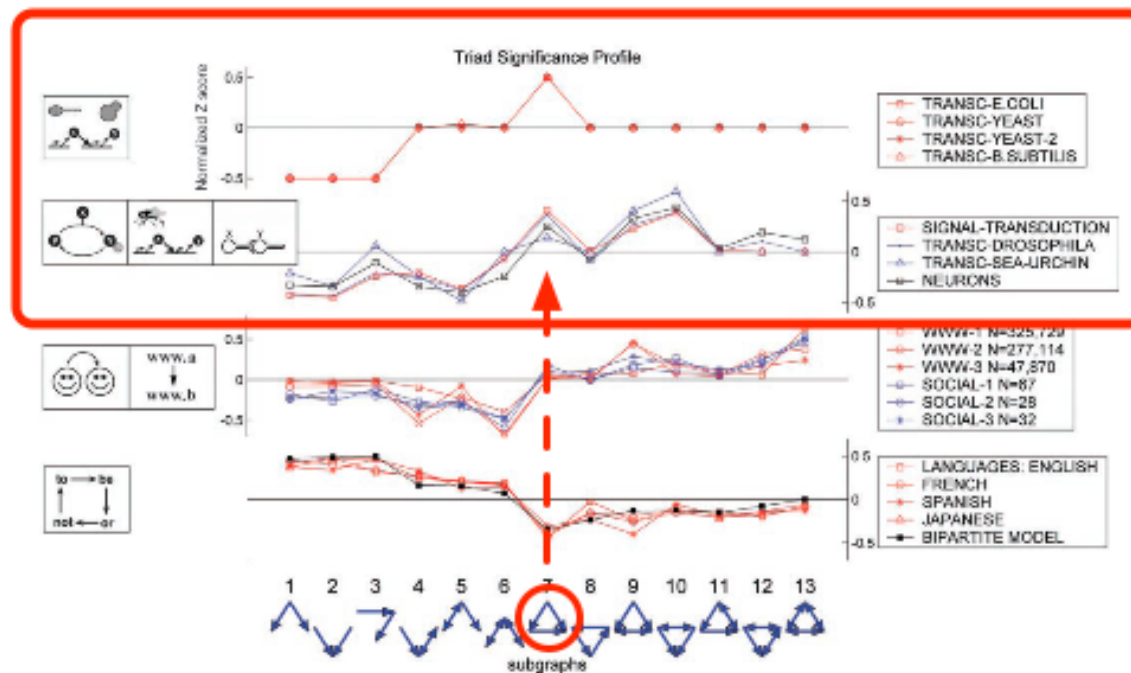 Triad Significance Profile
Normalized Z score
0.5
0
-0.5
TRANSC-E.COLI
TRANSC-YEAST
TRANSC-YEAST-2
TRANSC-B.SUBTILIS
0.5
0
-0.5
SIGNAL-TRANSDUCTION
TRANSC-DROSOPHILA
TRANSC-SEA-URCHIN
NEURONS
X Y
www.a
www.b
0.5
0
-0.5
WWW-1 N=325,729
WWW-2 N=277,114
WWW-3 N=47,870
SOCIAL-1 N=67
SOCIAL-2 N=28
SOCIAL-3 N=32
to be
not or
0.5
0
-0.5
LANGUAGES: ENGLISH
FRENCH
SPANISH
JAPANESE
BIPARTITE MODEL
1 2 3 4 5 6 7 8 9 10 11 12 13
subgraphs